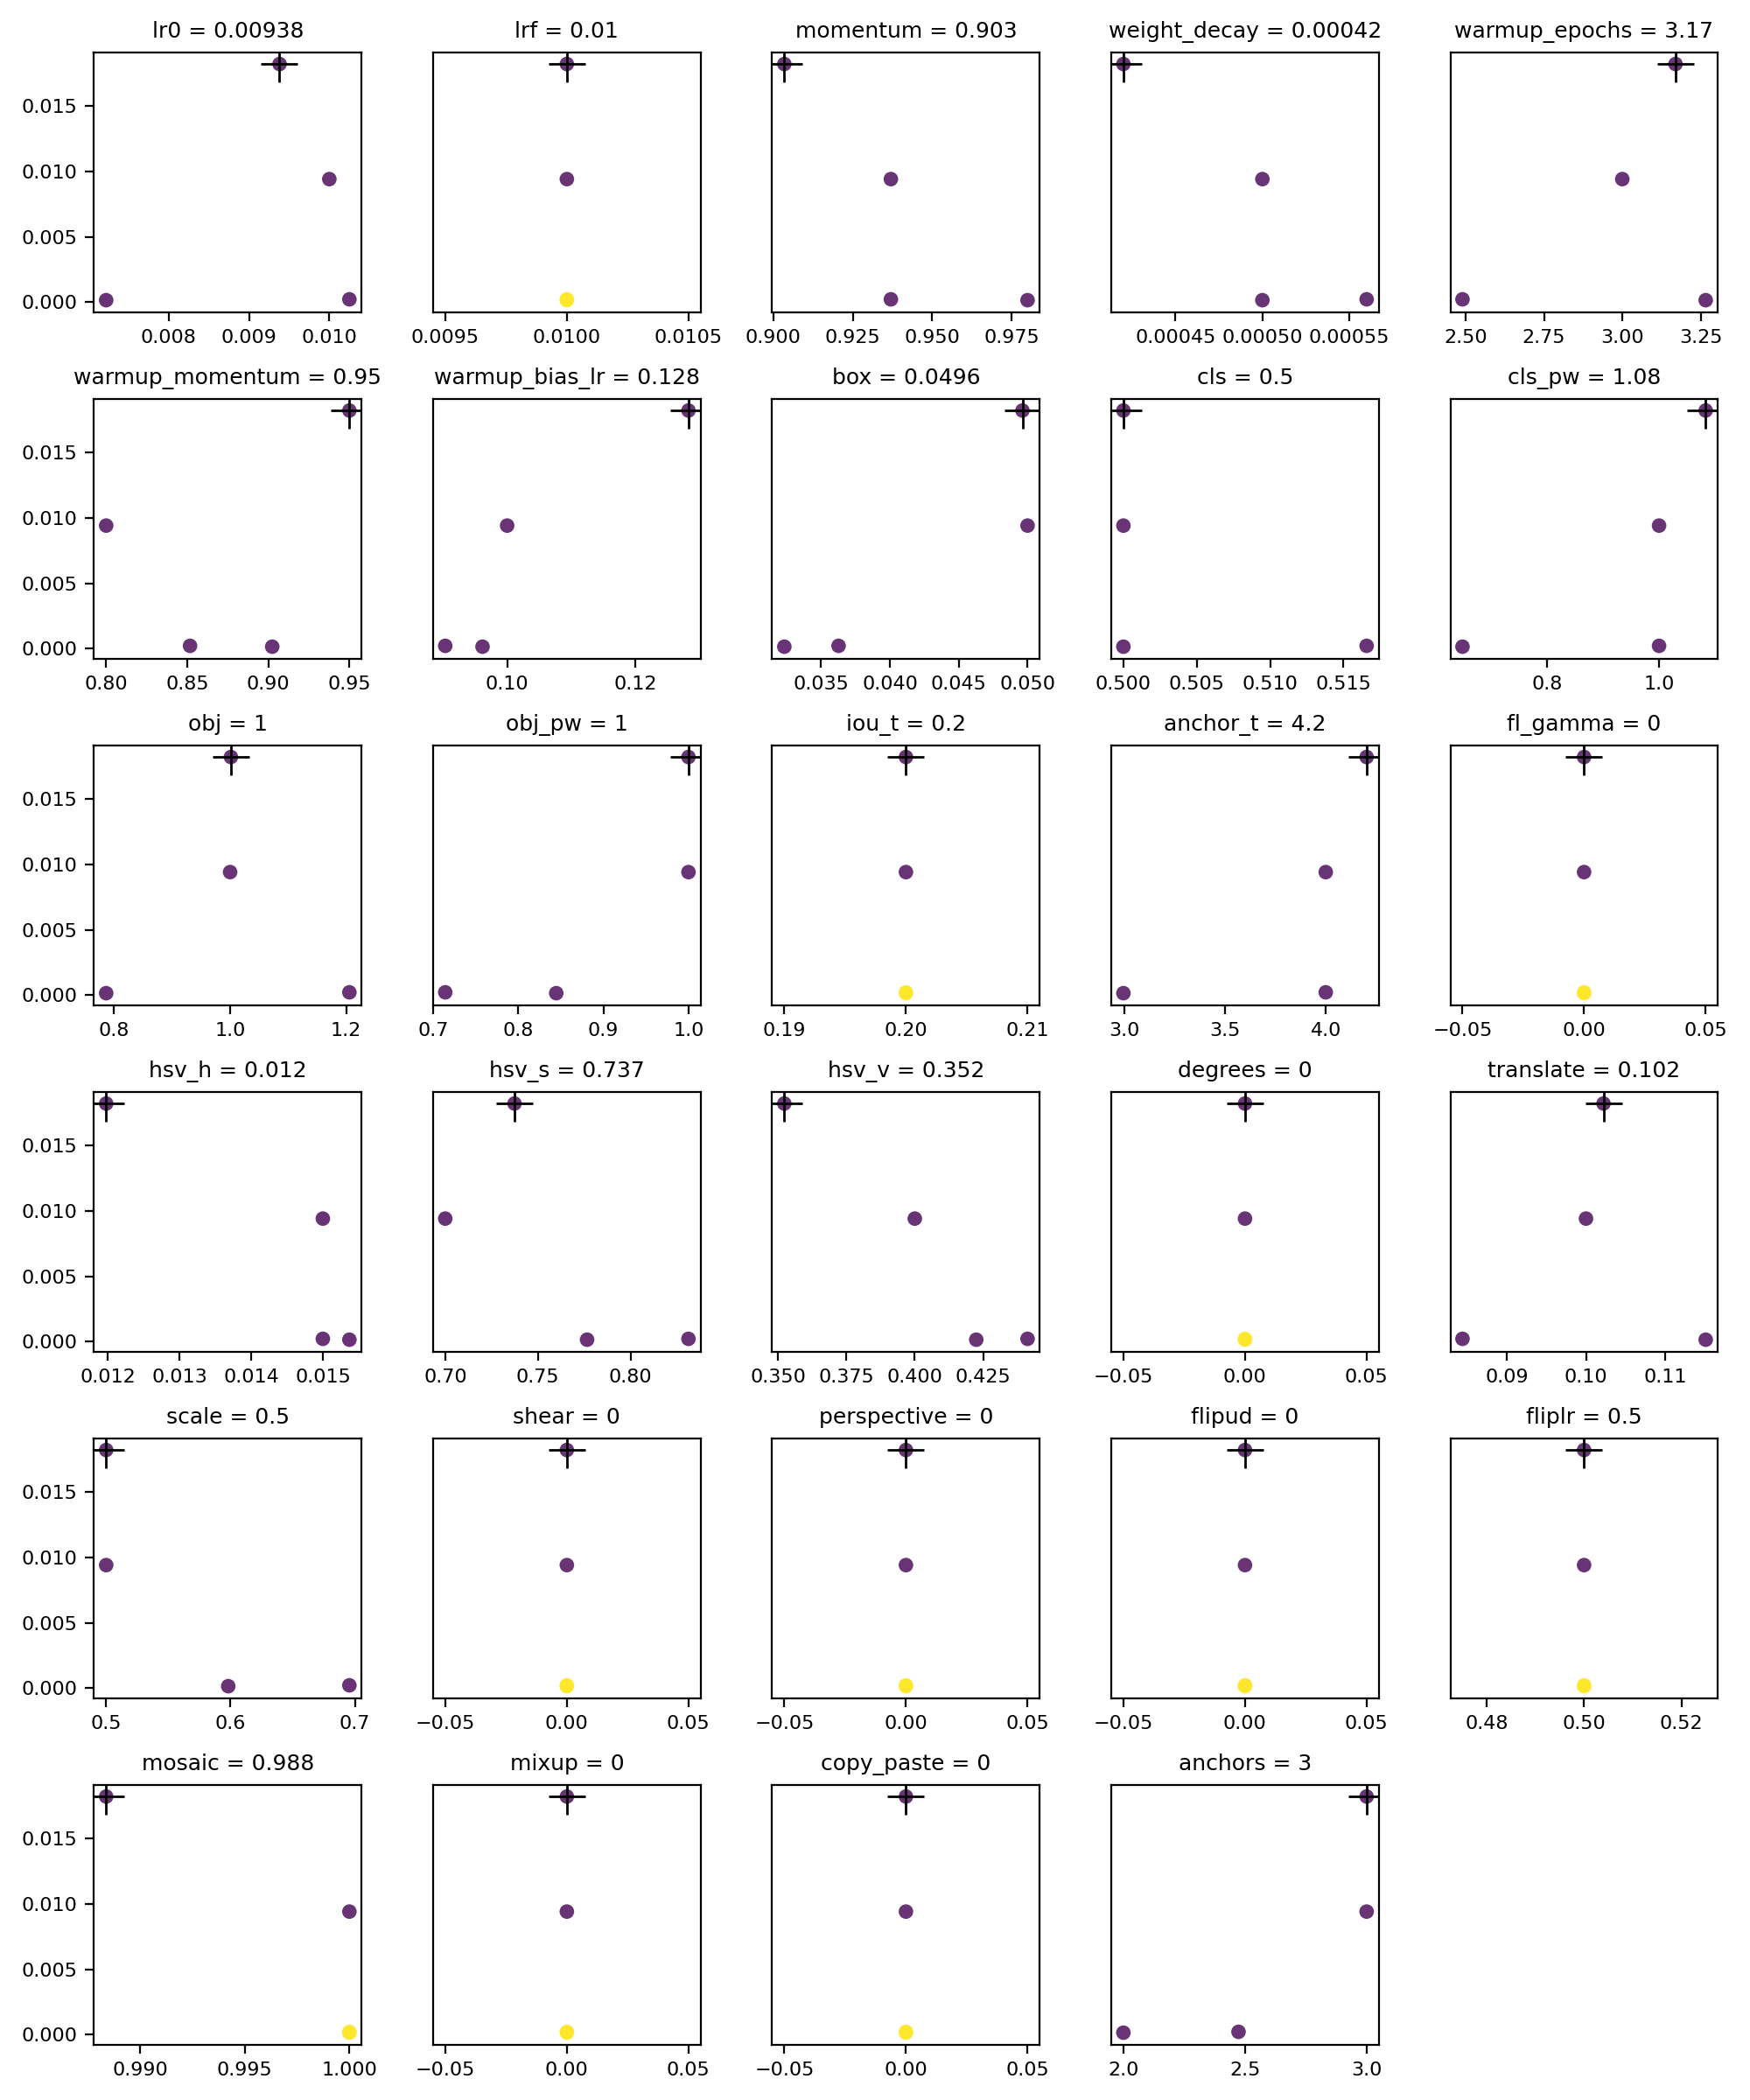 lr0 = 0.00938 lrf = 0.01 momentum = 0.903 weight_decay = 0.00042 warmup_epochs = 3.17
0.015
0.010
0.005
0.000
0.008 0.009 0.010 0.0095 0.0100 0.0105 0.900 0.925 0.950 0.975 0.00045 0.00050 0.00055 2.50 2.75 3.00 3.25
warmup_momentum = 0.95 warmup_bias_lr = 0.128 box = 0.0496 cls = 0.5 cls_pw = 1.08
0.015
0.010
0.005
0.000
0.80 0.85 0.90 0.95 0.10 0.12 0.035 0.040 0.045 0.050 0.500 0.505 0.510 0.515 0.8 1.0
obj = 1 obj_pw = 1 iou_t = 0.2 anchor_t = 4.2 fl_gamma = 0
0.015
0.010
0.005
0.000
0.8 1.0 1.2 0.7 0.8 0.9 1.0 0.19 0.20 0.21 3.0 3.5 4.0 −0.05 0.00 0.05
hsv_h = 0.012 hsv_s = 0.737 hsv_v = 0.352 degrees = 0 translate = 0.102
0.015
0.010
0.005
0.000
0.012 0.013 0.014 0.015 0.70 0.75 0.80 0.350 0.375 0.400 0.425 −0.05 0.00 0.05 0.09 0.10 0.11
scale = 0.5 shear = 0 perspective = 0 flipud = 0 fliplr = 0.5
0.015
0.010
0.005
0.000
0.5 0.6 0.7 −0.05 0.00 0.05 −0.05 0.00 0.05 −0.05 0.00 0.05 0.48 0.50 0.52
mosaic = 0.988 mixup = 0 copy_paste = 0 anchors = 3
0.015
0.010
0.005
0.000
0.990 0.995 1.000 −0.05 0.00 0.05 −0.05 0.00 0.05 2.0 2.5 3.0